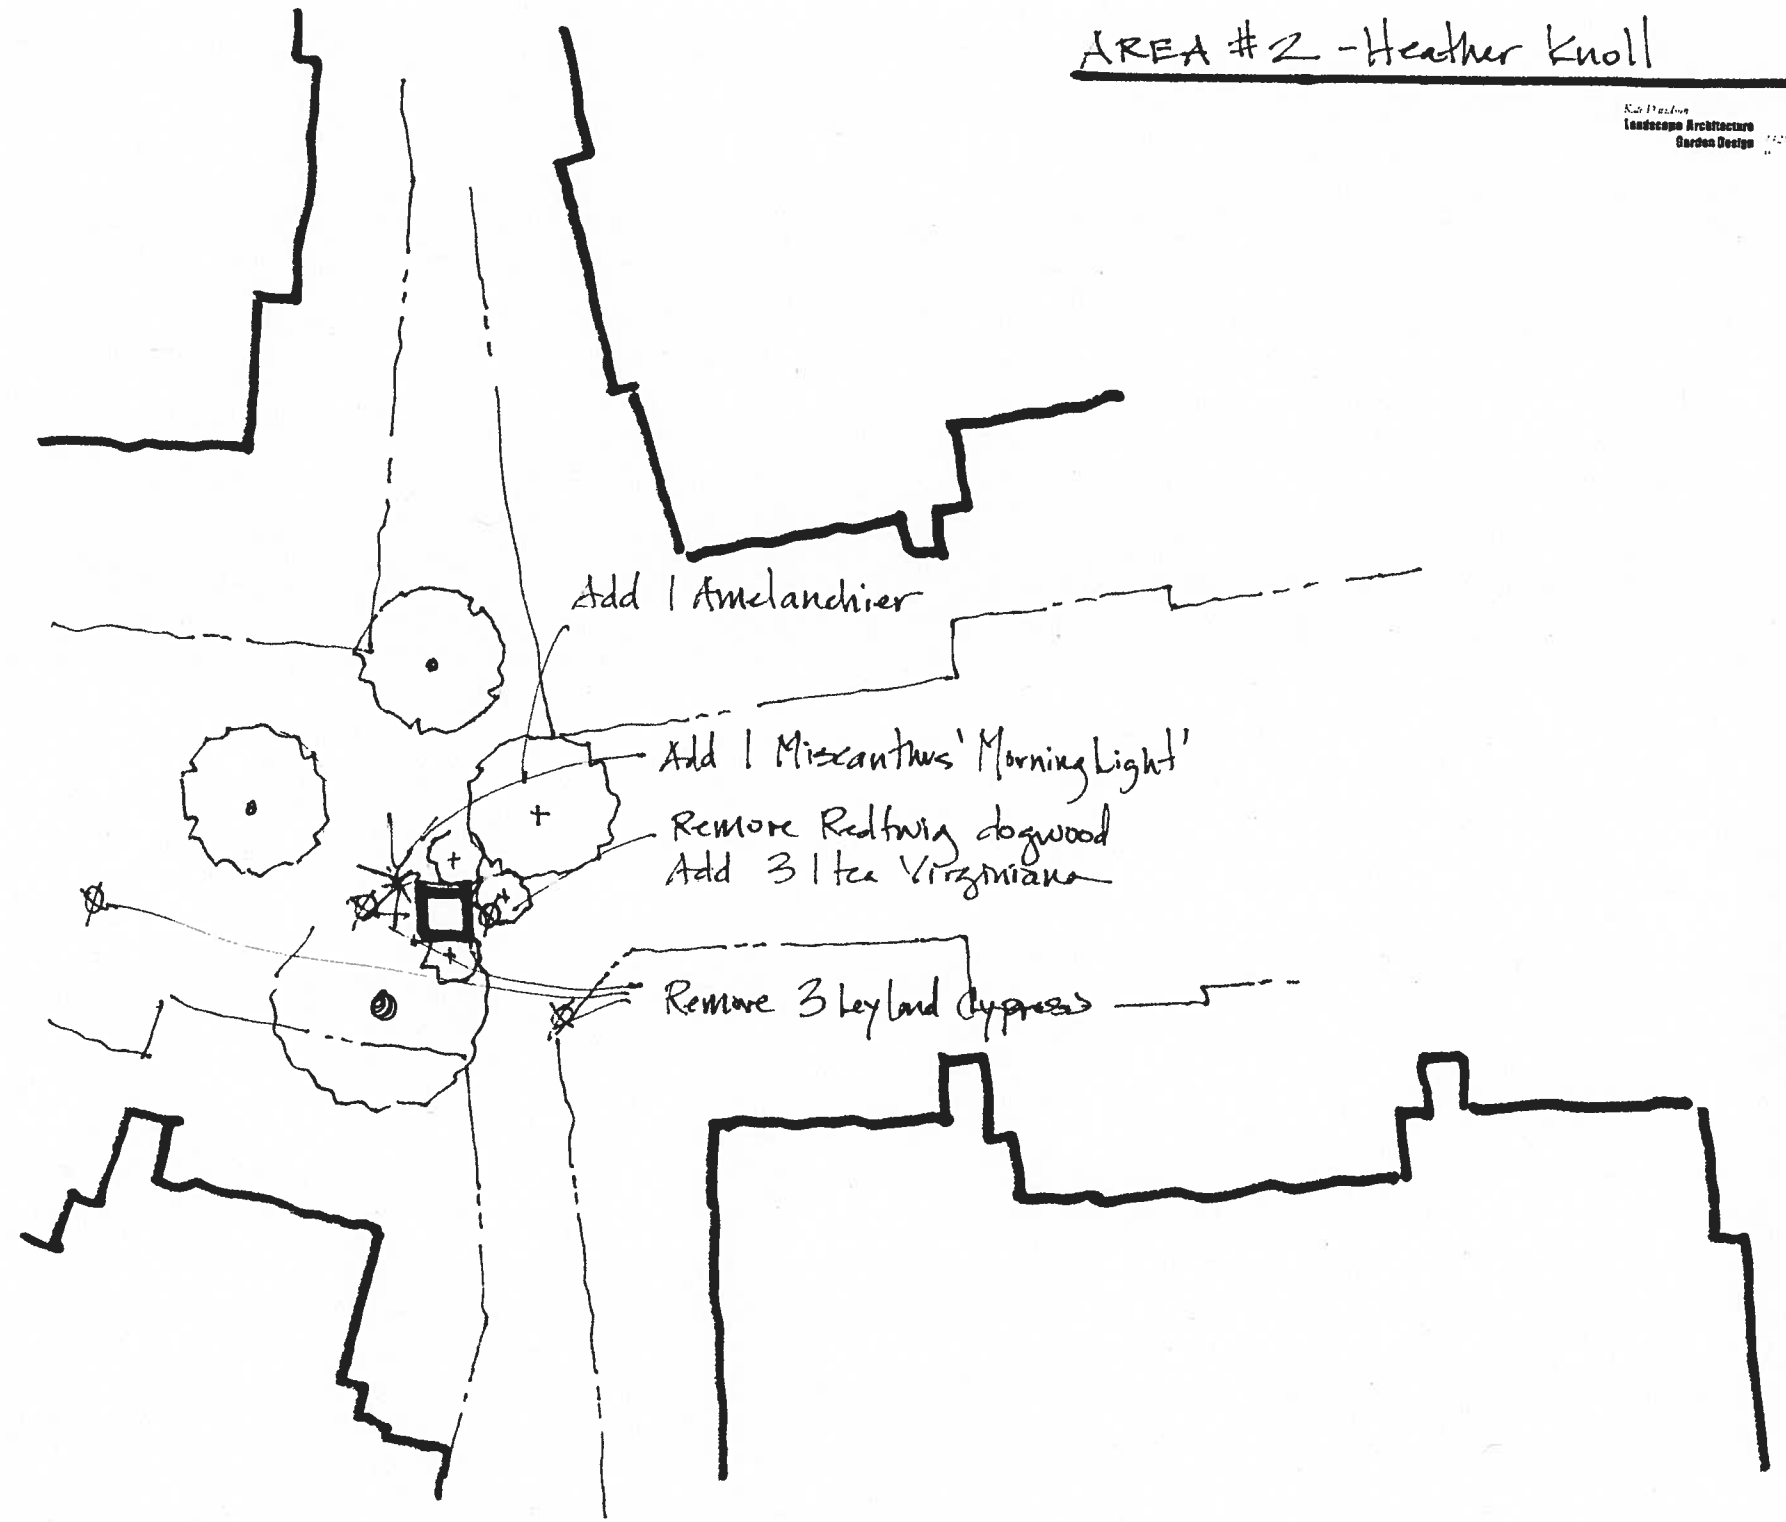 AREA #2 - Heather Knoll
Landscape Architecture
Garden Design
Add 1 Amelanchier
Add 1 Miscanthus 'Morning Light'
Remove Redtwig dogwood
Add 3 Itea Virginiana
Remove 3 Leyland Cypress